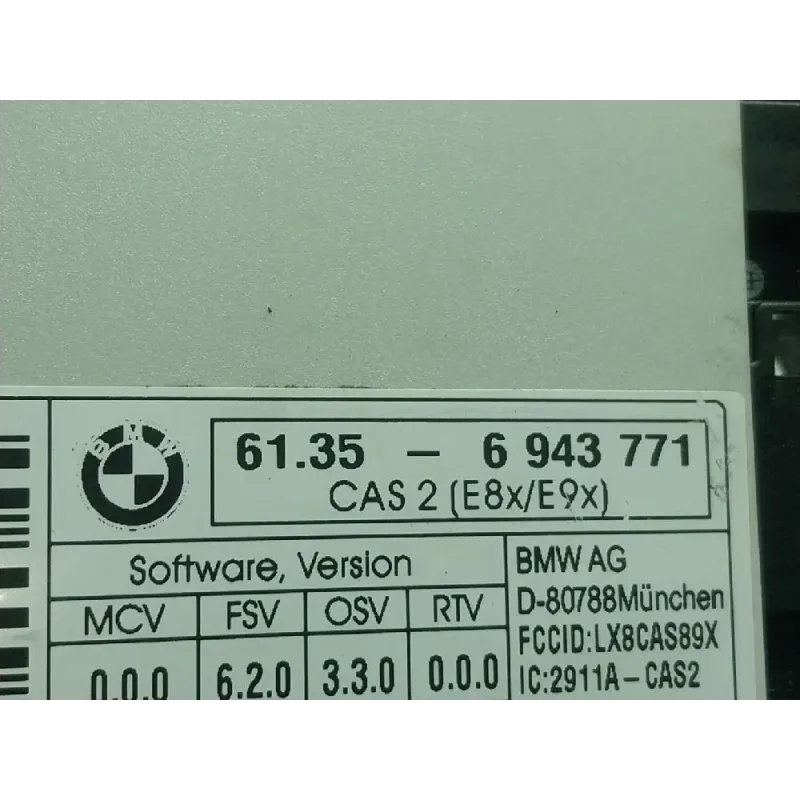 BMW
61.35 - 6 943 771
CAS 2 (E8x/E9x)
Software, Version
MCV FSV OSV RTV
0.0.0 6.2.0 3.3.0 0.0.0
BMW AG
D-80788München
FCCID:LX8CAS89X
IC:2911A-CAS2